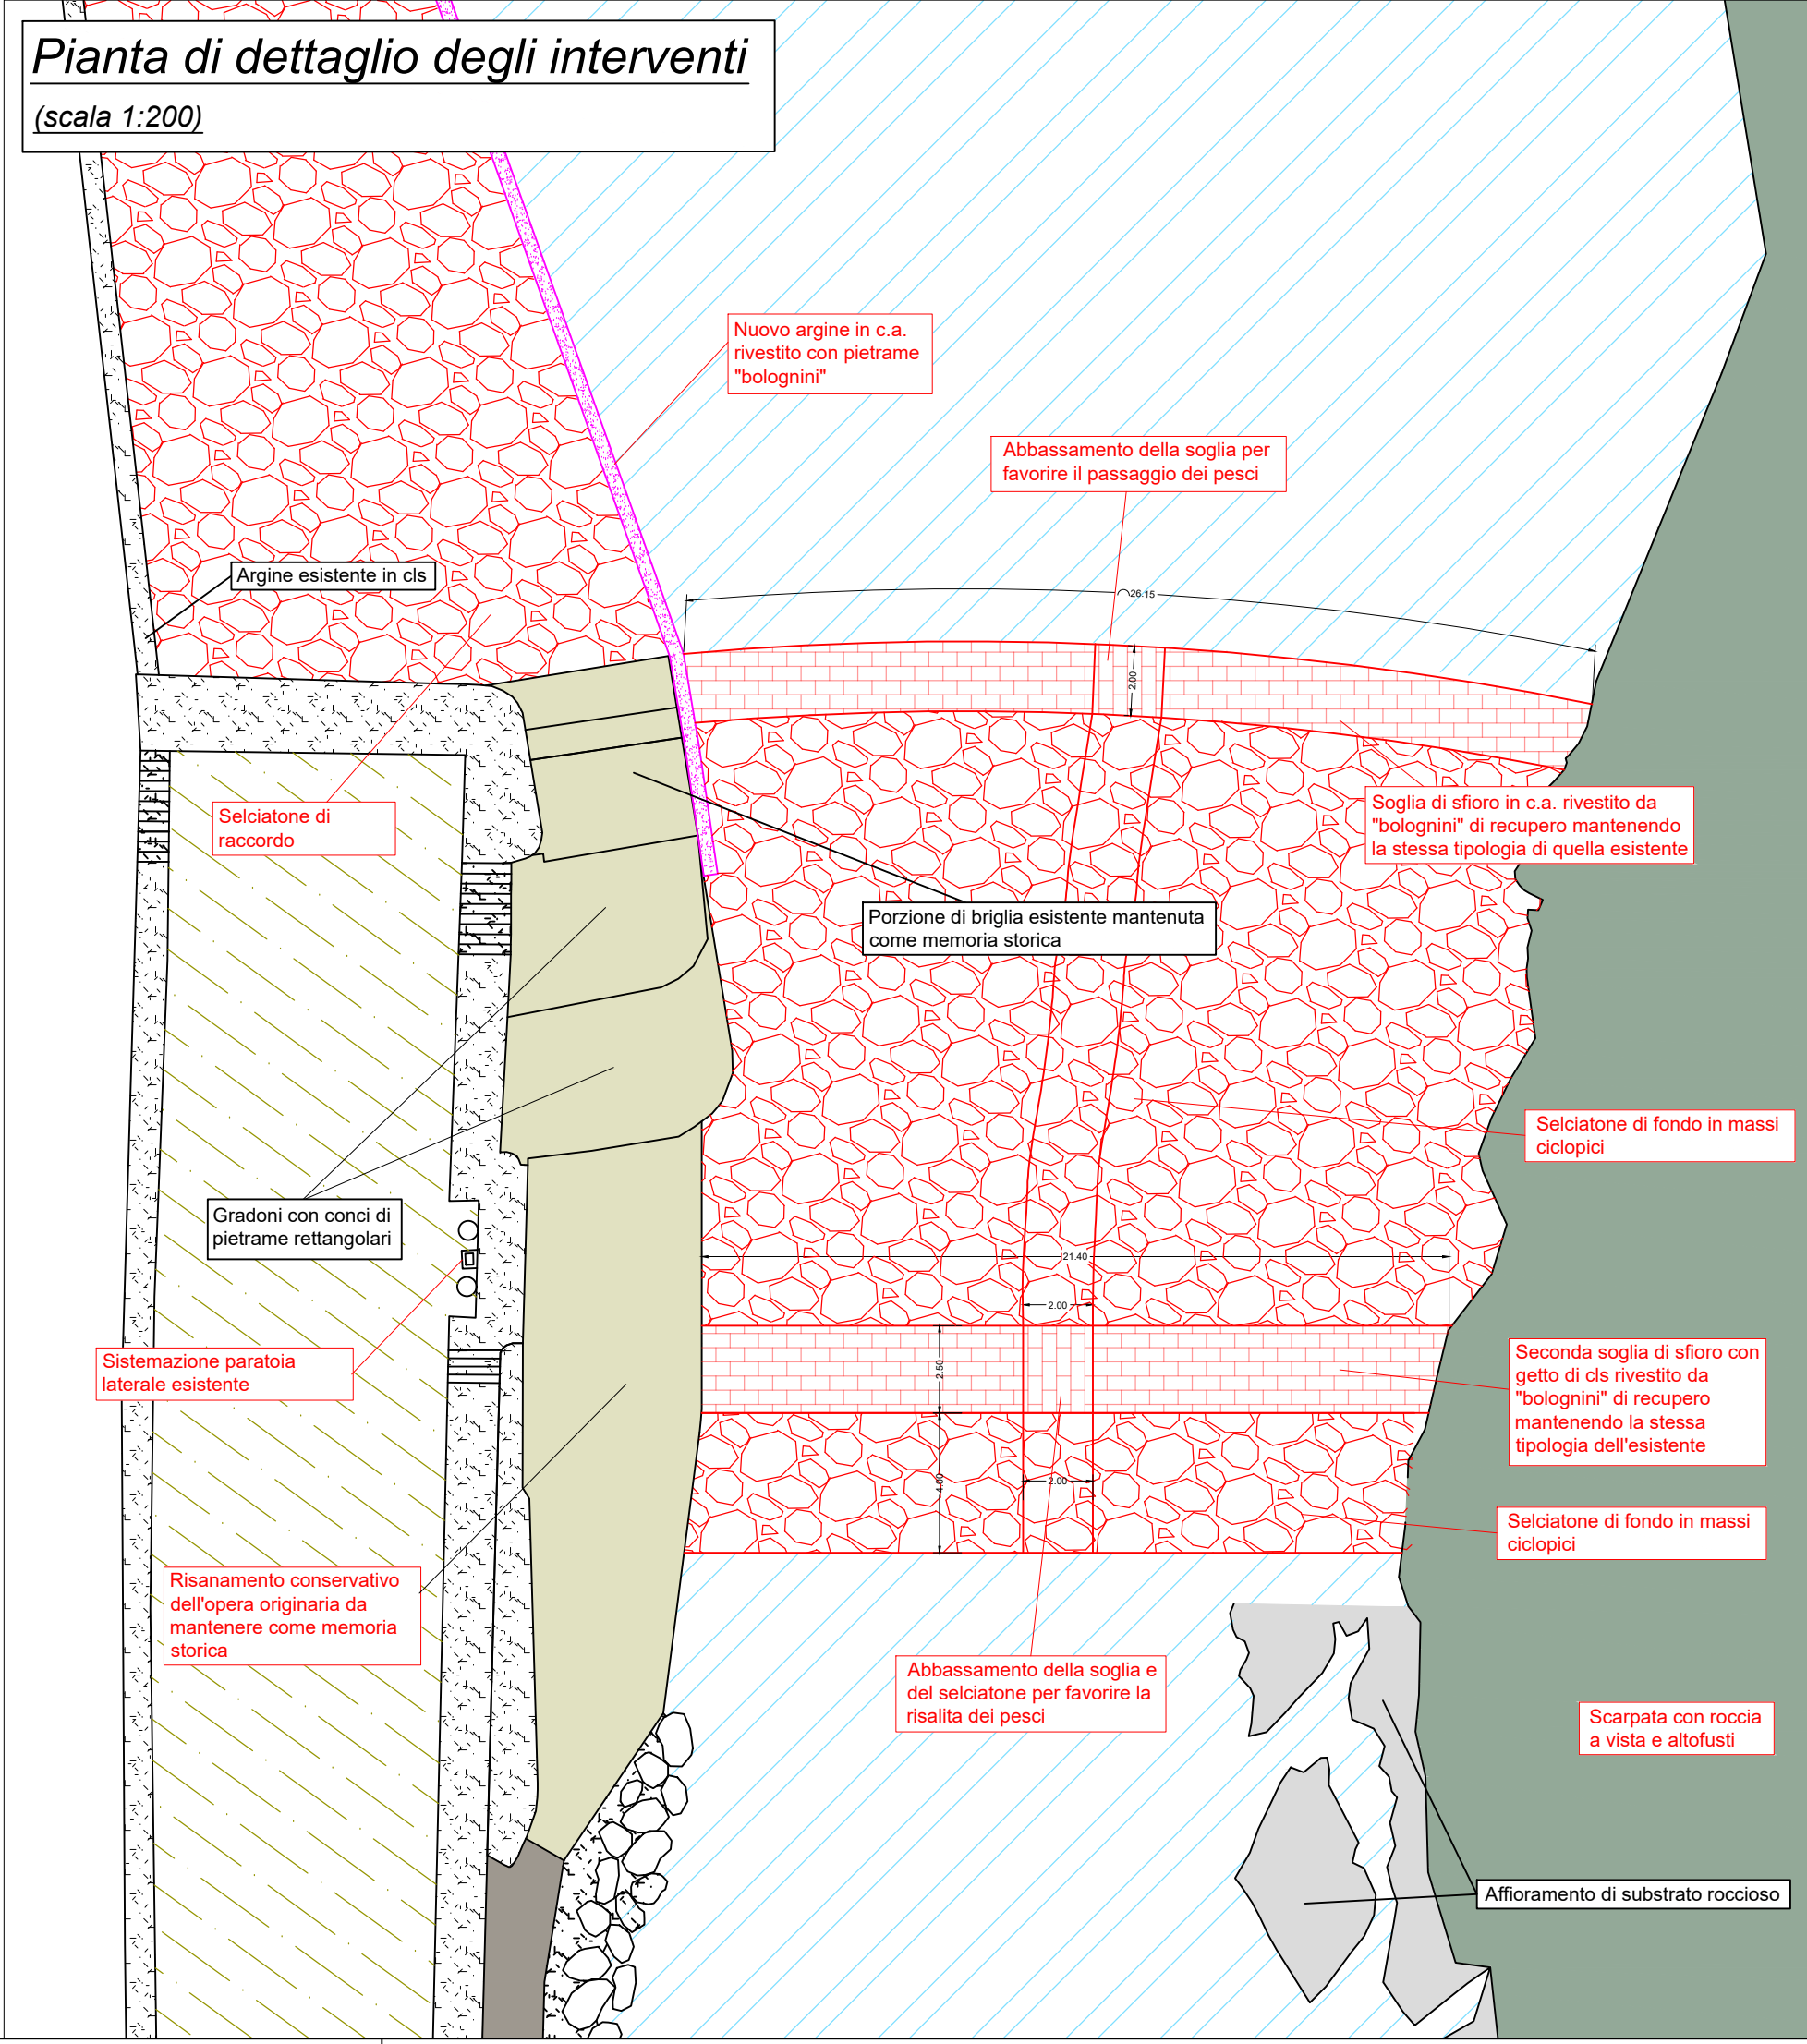 Pianta di dettaglio degli interventi
(scala 1:200)
Nuovo argine in c.a.
rivestito con pietrame
"bolognini"
Abbassamento della soglia per
favorire il passaggio dei pesci
Argine esistente in cls
26.15
2.00
Selciatone di
raccordo
Soglia di sfioro in c.a. rivestito da
"bolognini" di recupero mantenendo
la stessa tipologia di quella esistente
Porzione di briglia esistente mantenuta
come memoria storica
Selciatone di fondo in massi
ciclopici
Gradoni con conci di
pietrame rettangolari
21.40
2.00
Sistemazione paratoia
laterale esistente
2.50
Seconda soglia di sfioro con
getto di cls rivestito da
"bolognini" di recupero
mantenendo la stessa
tipologia dell'esistente
4.00
2.00
Selciatone di fondo in massi
ciclopici
Risanamento conservativo
dell'opera originaria da
mantenere come memoria
storica
Abbassamento della soglia e
del selciatone per favorire la
risalita dei pesci
Scarpata con roccia
a vista e altofusti
Affioramento di substrato roccioso